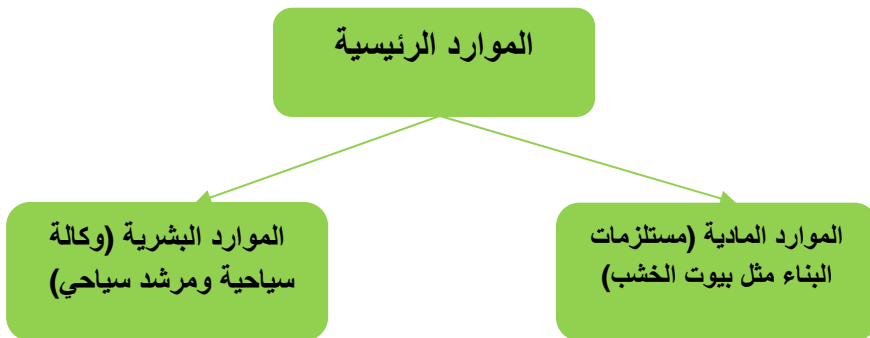 الموارد الرئيسية
الموارد المادية (مستلزمات
البناء مثل بيوت الخشب)
الموارد البشرية (وكالة
سياحية ومرشد سياحي)